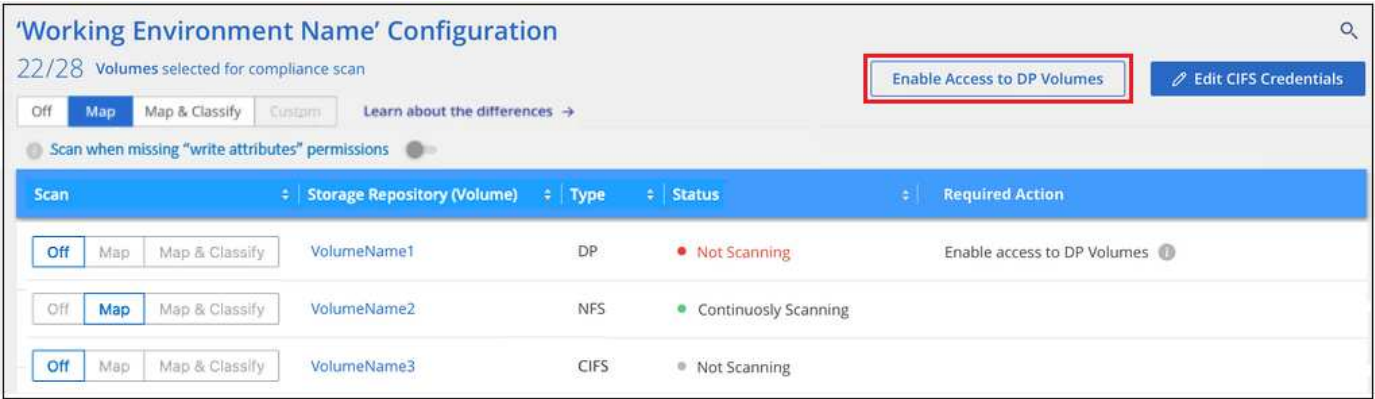 'Working Environment Name' Configuration
22/28 Volumes selected for compliance scan
Enable Access to DP Volumes
Edit CIFS Credentials
Off Map Map & Classify Custom Learn about the differences →
Scan when missing "write attributes" permissions
Scan Storage Repository (Volume) Type Status Required Action
Off Map Map & Classify VolumeName1 DP Not Scanning Enable access to DP Volumes
Off Map Map & Classify VolumeName2 NFS Continuosly Scanning
Off Map Map & Classify VolumeName3 CIFS Not Scanning